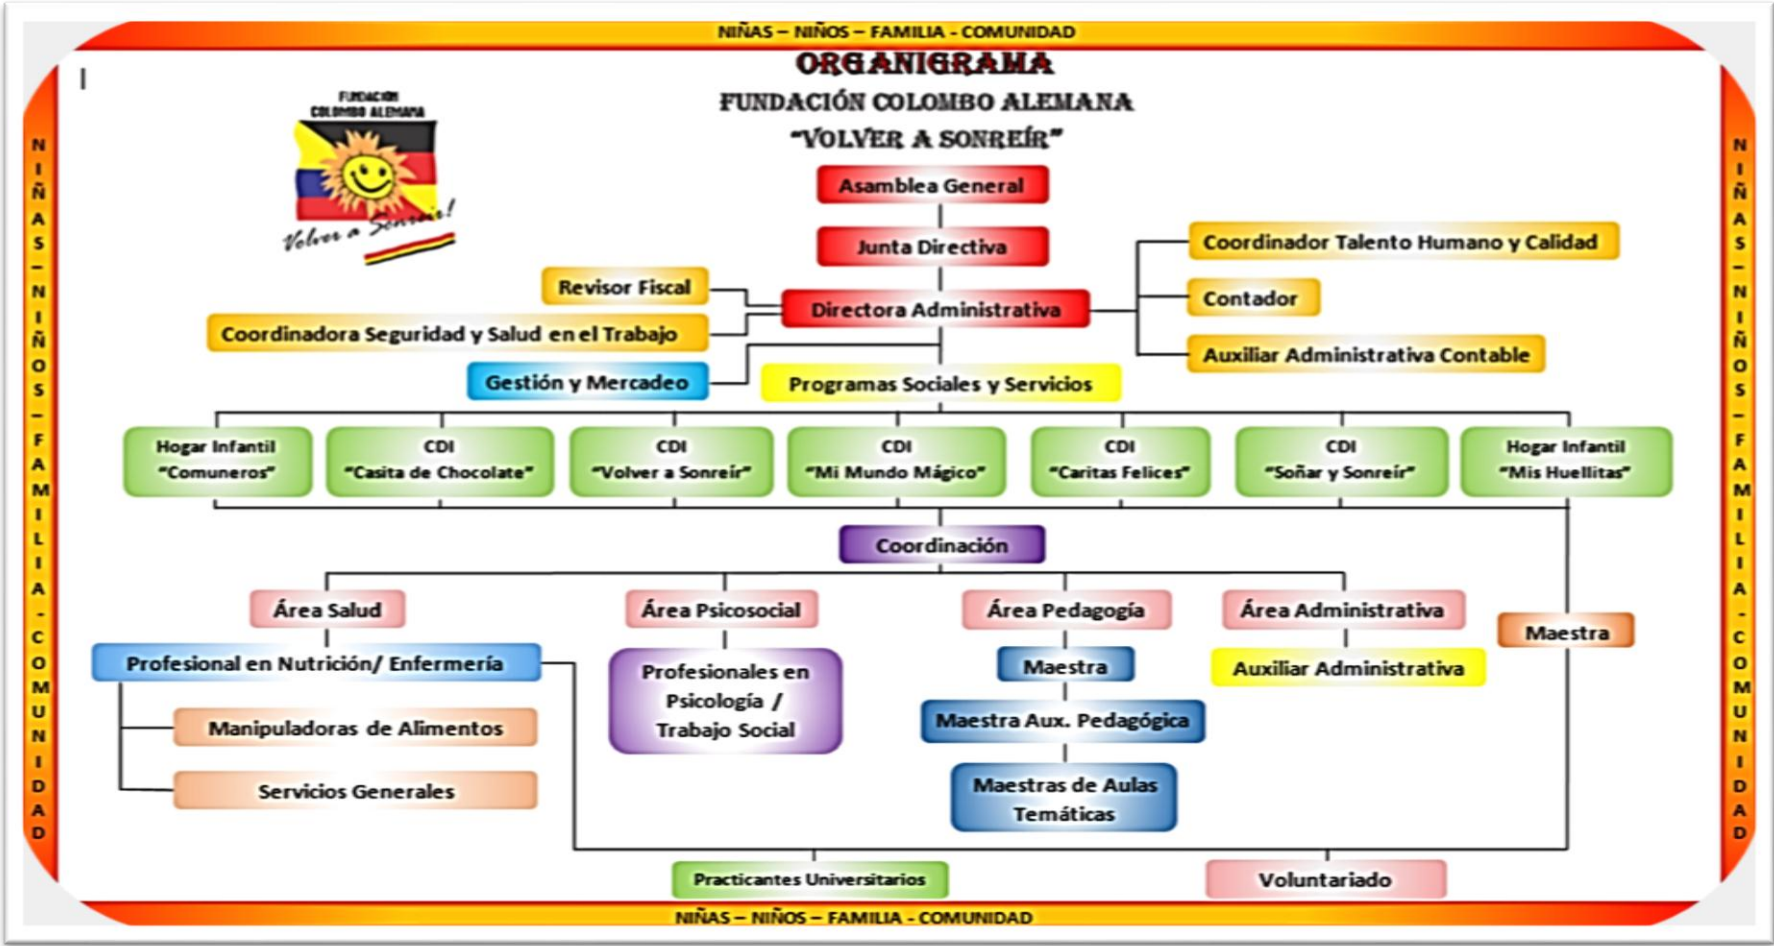 NIÑAS – NIÑOS – FAMILIA - COMUNIDAD
ORGANIGRAMA
FUNDACIÓN COLOMBO ALEMANA
“VOLVER A SONREÍR”
FUNDACIÓN
COLOMBO ALEMANA
Volver a Sonreir!
NIÑAS–NIÑOS–FAMILIA-COMUNIDAD
NIÑAS–NIÑOS–FAMILIA-COMUNIDAD
Asamblea General
Junta Directiva
Coordinador Talento Humano y Calidad
Revisor Fiscal
Contador
Directora Administrativa
Coordinadora Seguridad y Salud en el Trabajo
Auxiliar Administrativa Contable
Gestión y Mercadeo
Programas Sociales y Servicios
Hogar Infantil
“Comuneros”
CDI
“Casita de Chocolate”
CDI
“Volver a Sonreír”
CDI
“Mi Mundo Mágico”
CDI
“Caritas Felices”
CDI
“Soñar y Sonreír”
Hogar Infantil
“Mis Huellitas”
Coordinación
Área Salud
Área Psicosocial
Área Pedagogía
Área Administrativa
Maestra
Profesional en Nutrición/ Enfermería
Profesionales en
Psicología /
Trabajo Social
Maestra
Auxiliar Administrativa
Manipuladoras de Alimentos
Maestra Aux. Pedagógica
Servicios Generales
Maestras de Aulas
Temáticas
Practicantes Universitarios
Voluntariado
NIÑAS – NIÑOS – FAMILIA - COMUNIDAD